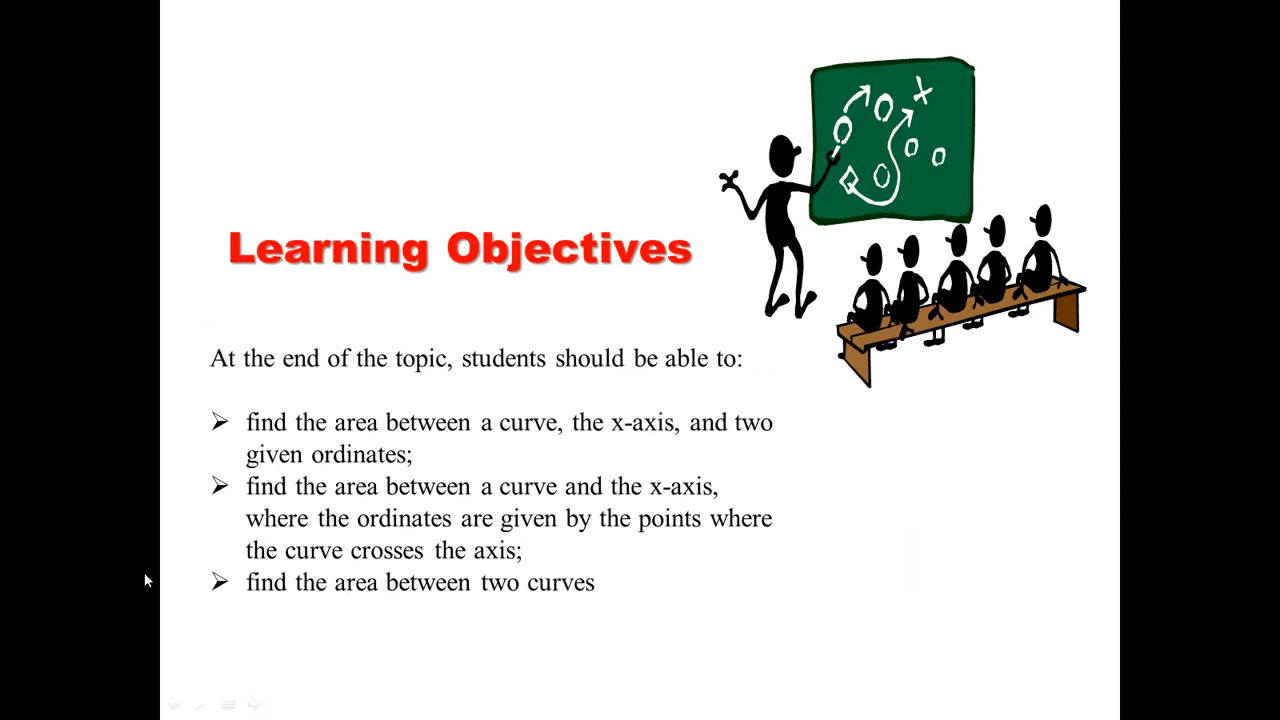 Learning Objectives
At the end of the topic, students should be able to:
➢ find the area between a curve, the x-axis, and two
given ordinates;
➢ find the area between a curve and the x-axis,
where the ordinates are given by the points where
the curve crosses the axis;
➢ find the area between two curves